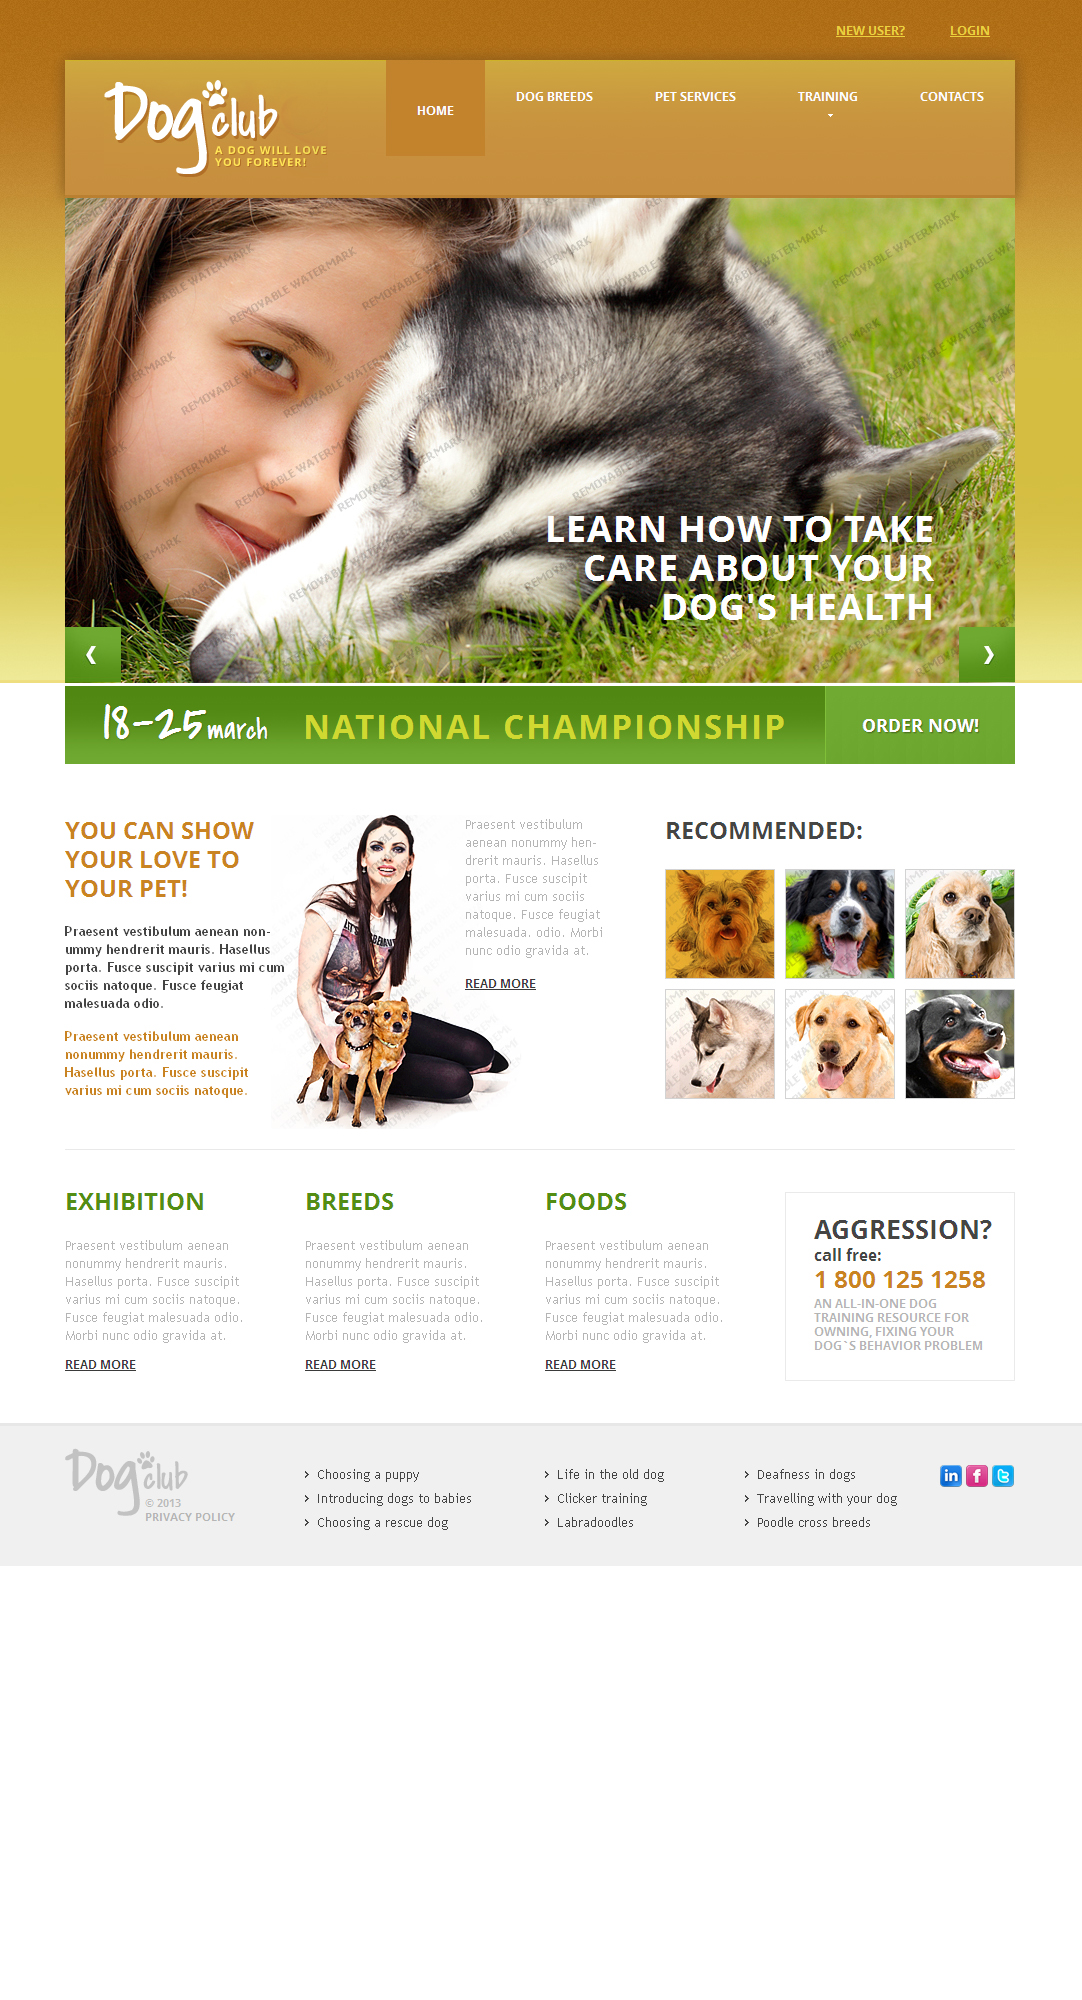 NEW USER? LOGIN
Dog club
A DOG WILL LOVE
YOU FOREVER!
HOME DOG BREEDS PET SERVICES TRAINING CONTACTS
REMOVABLE WATERMARK
LEARN HOW TO TAKE
CARE ABOUT YOUR
DOG'S HEALTH
18-25 march NATIONAL CHAMPIONSHIP ORDER NOW!
YOU CAN SHOW
YOUR LOVE TO
YOUR PET!
Praesent vestibulum aenean non-
ummy hendrerit mauris. Hasellus
porta. Fusce suscipit varius mi cum
sociis natoque. Fusce feugiat
malesuada odio.
Praesent vestibulum aenean
nonummy hendrerit mauris.
Hasellus porta. Fusce suscipit
varius mi cum sociis natoque.
Praesent vestibulum
aenean nonummy hen-
drerit mauris. Hasellus
porta. Fusce suscipit
varius mi cum sociis
natoque. Fusce feugiat
malesuada. odio. Morbi
nunc odio gravida at.
READ MORE
RECOMMENDED:
EXHIBITION
Praesent vestibulum aenean
nonummy hendrerit mauris.
Hasellus porta. Fusce suscipit
varius mi cum sociis natoque.
Fusce feugiat malesuada odio.
Morbi nunc odio gravida at.
READ MORE
BREEDS
Praesent vestibulum aenean
nonummy hendrerit mauris.
Hasellus porta. Fusce suscipit
varius mi cum sociis natoque.
Fusce feugiat malesuada odio.
Morbi nunc odio gravida at.
READ MORE
FOODS
Praesent vestibulum aenean
nonummy hendrerit mauris.
Hasellus porta. Fusce suscipit
varius mi cum sociis natoque.
Fusce feugiat malesuada odio.
Morbi nunc odio gravida at.
READ MORE
AGGRESSION?
call free:
1 800 125 1258
AN ALL-IN-ONE DOG
TRAINING RESOURCE FOR
OWNING, FIXING YOUR
DOG`S BEHAVIOR PROBLEM
Dog club
© 2013
PRIVACY POLICY
Choosing a puppy
Introducing dogs to babies
Choosing a rescue dog
Life in the old dog
Clicker training
Labradoodles
Deafness in dogs
Travelling with your dog
Poodle cross breeds
in f t